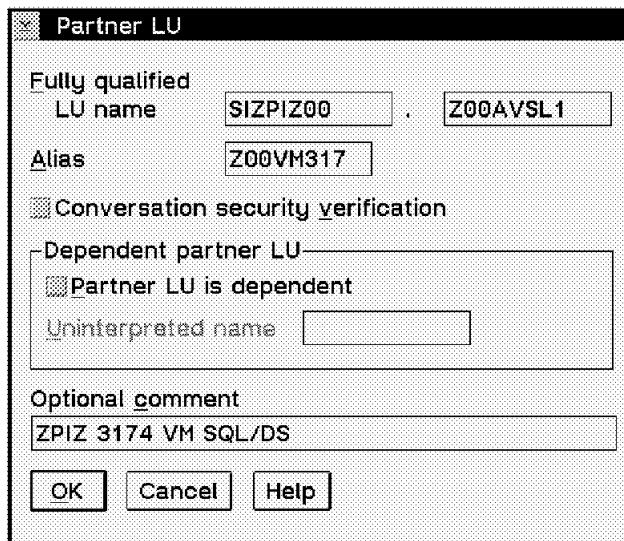 Partner LU
Fully qualified
LU name SIZPIZ00 . Z00AVSL1
Alias Z00VM317
Conversation security verification
Dependent partner LU
Partner LU is dependent
Uninterpreted name
Optional comment
ZPIZ 3174 VM SQL/DS
OK Cancel Help